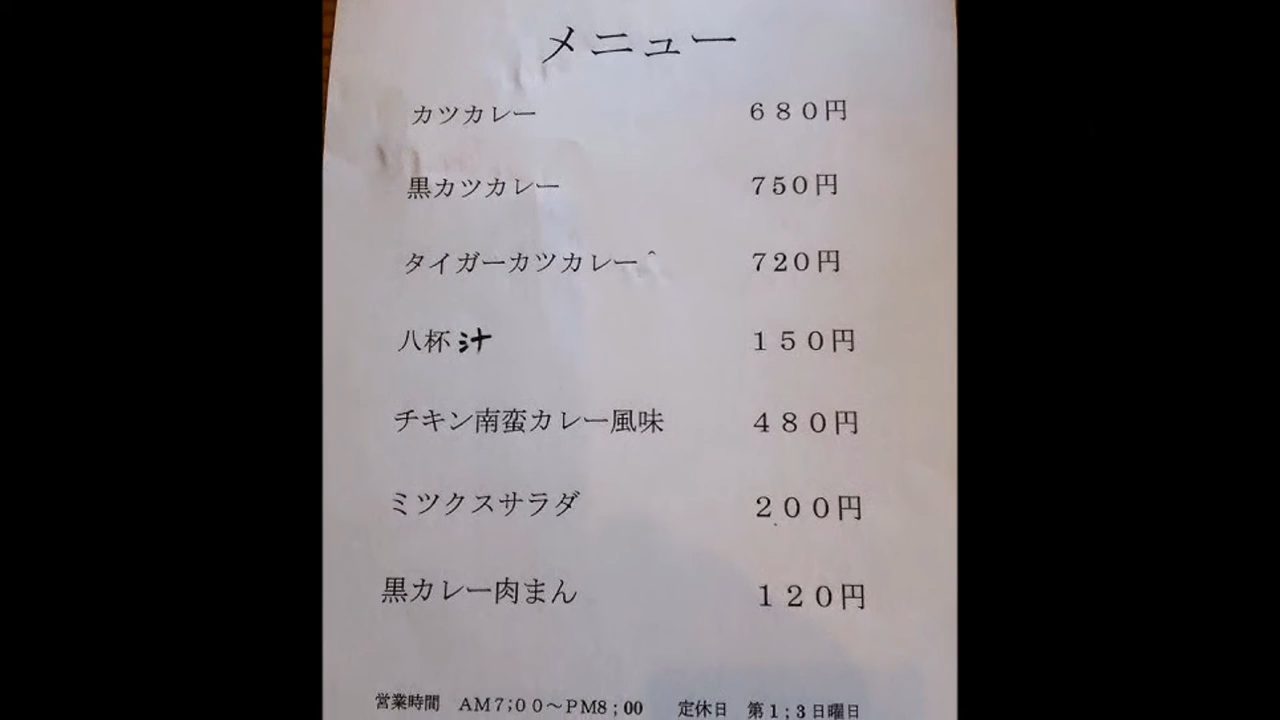 メニュー
カツカレー ６８０円
黒カツカレー ７５０円
タイガーカツカレー＾ ７２０円
八杯汁 １５０円
チキン南蛮カレー風味 ４８０円
ミツクスサラダ ２００円
黒カレー肉まん １２０円
営業時間 ＡＭ７;００～ＰＭ8；00 定休日 第１;３日曜日